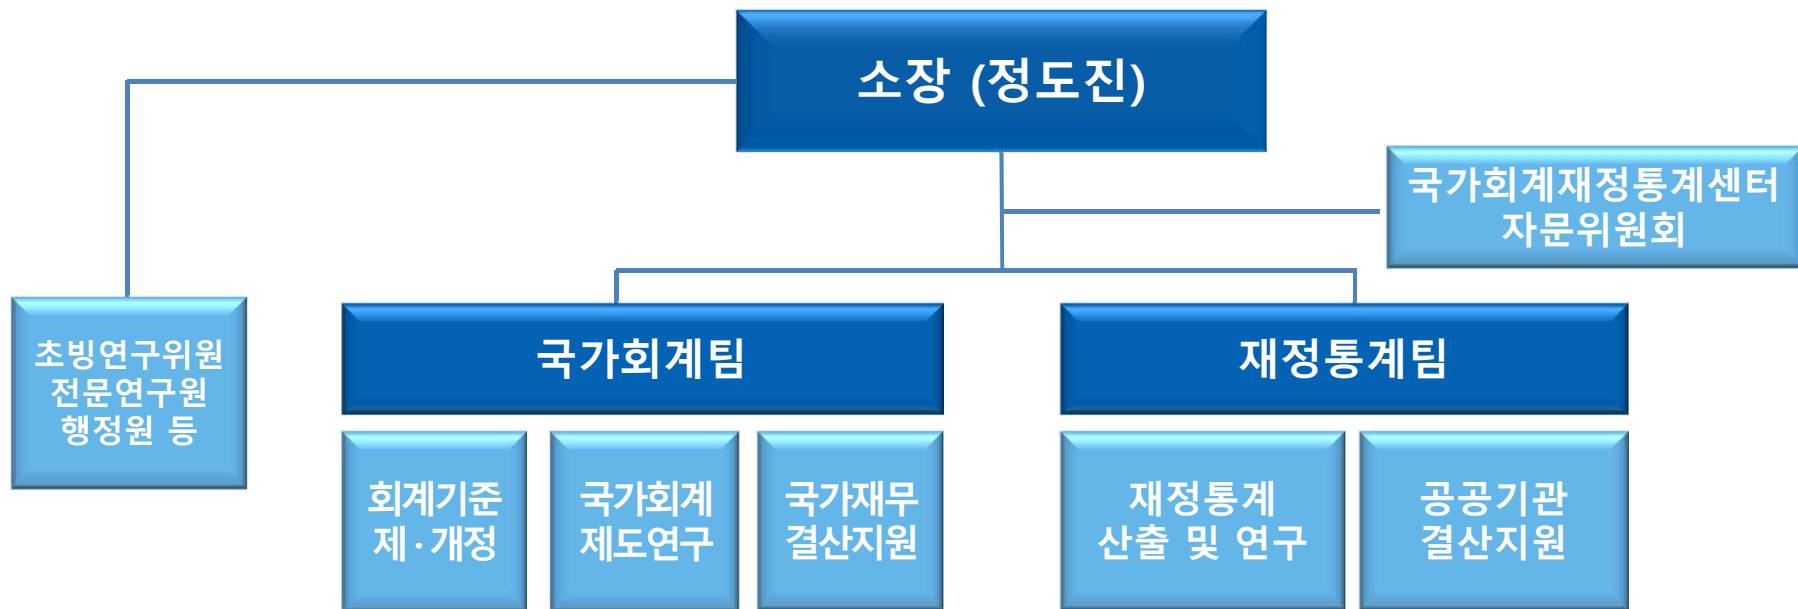 소장 (정도진)
국가회계재정통계센터
자문위원회
초빙연구위원
전문연구원
행정원 등
국가회계팀
재정통계팀
회계기준
제·개정
국가회계
제도연구
국가재무
결산지원
재정통계
산출 및 연구
공공기관
결산지원